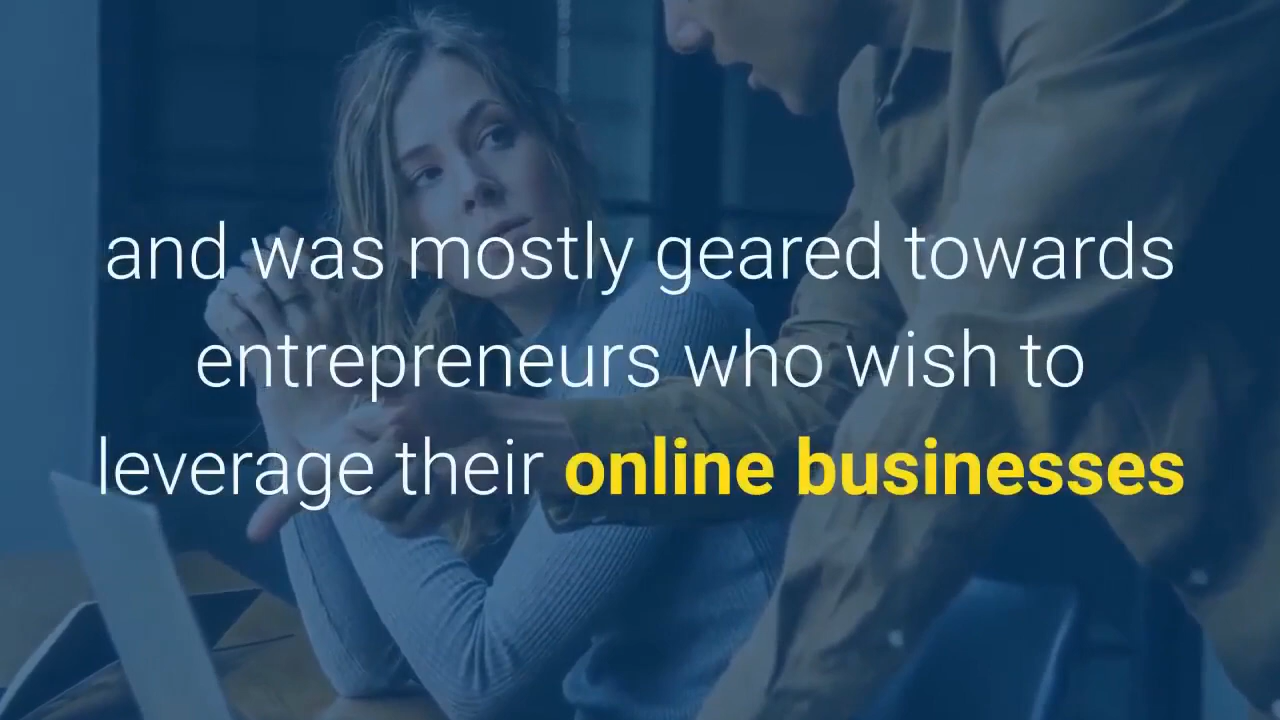 and was mostly geared towards
entrepreneurs who wish to
leverage their online businesses